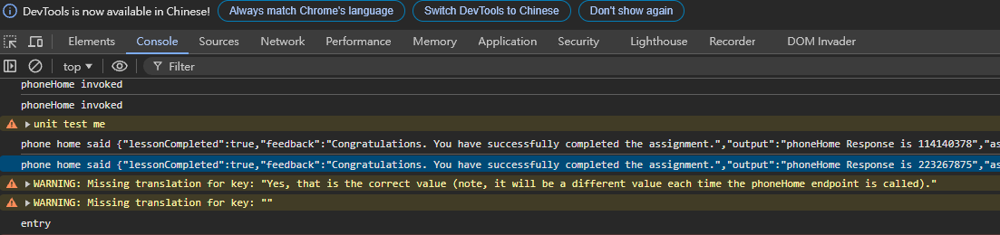 DevTools is now available in Chinese! Always match Chrome's language Switch DevTools to Chinese Don't show again
Elements Console Sources Network Performance Memory Application Security Lighthouse Recorder DOM Invader
top Filter
phoneHome invoked
phoneHome invoked
unit test me
phone home said {"lessonCompleted":true,"feedback":"Congratulations. You have successfully completed the assignment.","output":"phoneHome Response is 114140378","as
phone home said {"lessonCompleted":true,"feedback":"Congratulations. You have successfully completed the assignment.","output":"phoneHome Response is 223267875","as
WARNING: Missing translation for key: "Yes, that is the correct value (note, it will be a different value each time the phoneHome endpoint is called)."
WARNING: Missing translation for key: ""
entry